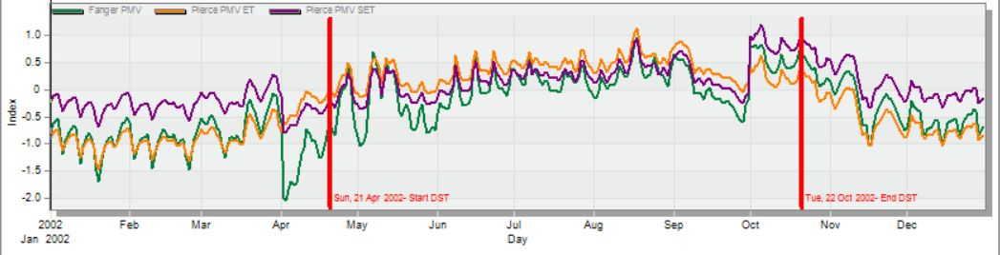 Fanger PMV Pierce PMV ET Pierce PMV SET
1.0
0.5
0
-0.5
-1.0
-1.5
-2.0
Index
Sun, 21 Apr 2002- Start DST
Tue, 22 Oct 2002- End DST
2002 Feb Mar Apr May Jun Jul Aug Sep Oct Nov Dec
Jan 2002 Day